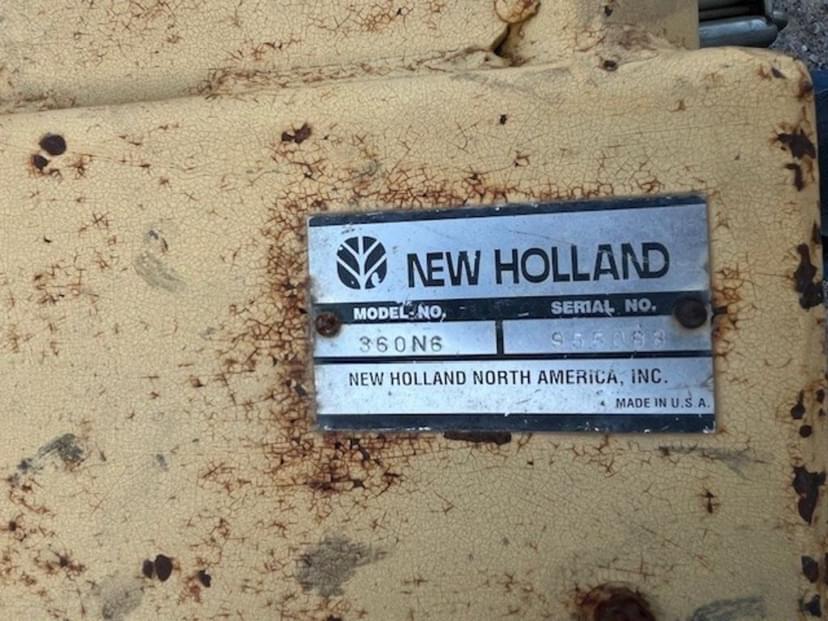 NEW HOLLAND
MODEL NO. SERIAL NO.
360N6
NEW HOLLAND NORTH AMERICA, INC.
MADE IN U.S.A.